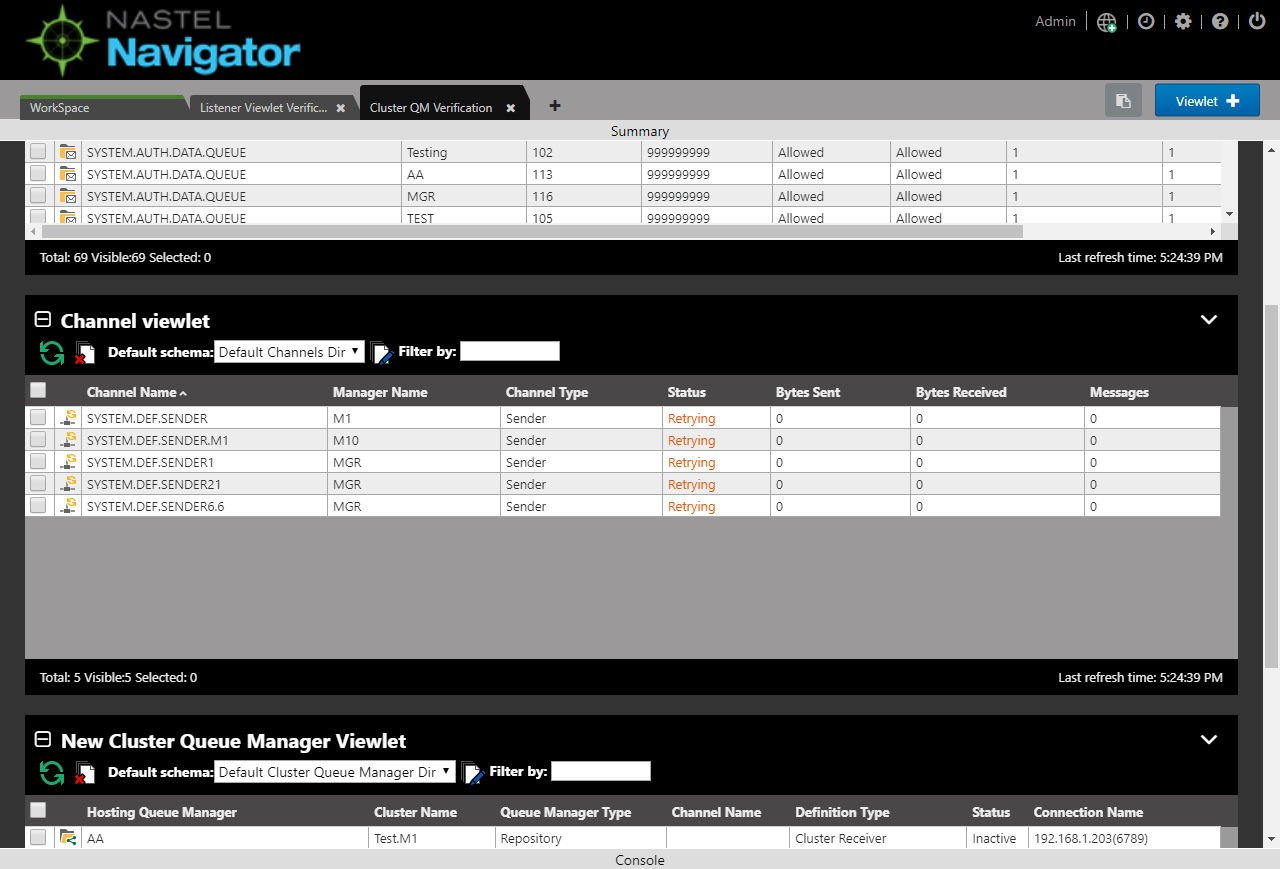 NASTEL
Navigator
Admin
WorkSpace
Listener Viewlet Verific...
Cluster QM Verification
Viewlet
Summary
SYSTEM.AUTH.DATA.QUEUE Testing 102 999999999 Allowed Allowed 1 1
SYSTEM.AUTH.DATA.QUEUE AA 113 999999999 Allowed Allowed 1 1
SYSTEM.AUTH.DATA.QUEUE MGR 116 999999999 Allowed Allowed 1 1
SYSTEM.AUTH.DATA.QUEUE TEST 105 999999999 Allowed Allowed 1 1
Total: 69 Visible:69 Selected: 0 Last refresh time: 5:24:39 PM
Channel viewlet
Default schema: Default Channels Dir Filter by:
Channel Name Manager Name Channel Type Status Bytes Sent Bytes Received Messages
SYSTEM.DEF.SENDER M1 Sender Retrying 0 0 0
SYSTEM.DEF.SENDER.M1 M10 Sender Retrying 0 0 0
SYSTEM.DEF.SENDER1 MGR Sender Retrying 0 0 0
SYSTEM.DEF.SENDER21 MGR Sender Retrying 0 0 0
SYSTEM.DEF.SENDER6.6 MGR Sender Retrying 0 0 0
Total: 5 Visible:5 Selected: 0 Last refresh time: 5:24:39 PM
New Cluster Queue Manager Viewlet
Default schema: Default Cluster Queue Manager Dir Filter by:
Hosting Queue Manager Cluster Name Queue Manager Type Channel Name Definition Type Status Connection Name
AA Test.M1 Repository Cluster Receiver Inactive 192.168.1.203(6789)
Console